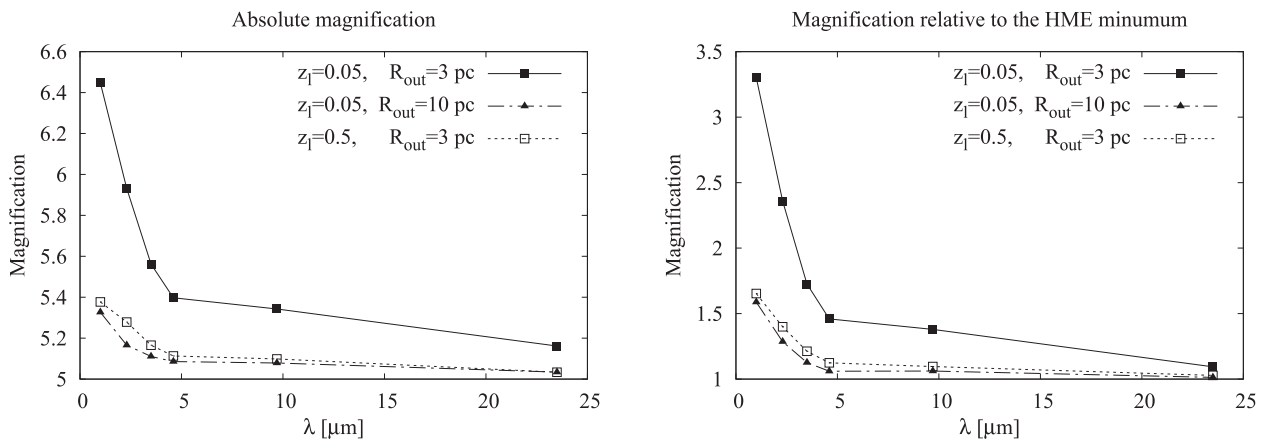 Absolute magnification
Magnification
6.6
6.4
6.2
6
5.8
5.6
5.4
5.2
5
0
5
10
15
20
25
λ [μm]
z_l=0.05, R_out=3 pc
z_l=0.05, R_out=10 pc
z_l=0.5, R_out=3 pc
Magnification relative to the HME minumum
Magnification
3.5
3
2.5
2
1.5
1
0
5
10
15
20
25
λ [μm]
z_l=0.05, R_out=3 pc
z_l=0.05, R_out=10 pc
z_l=0.5, R_out=3 pc